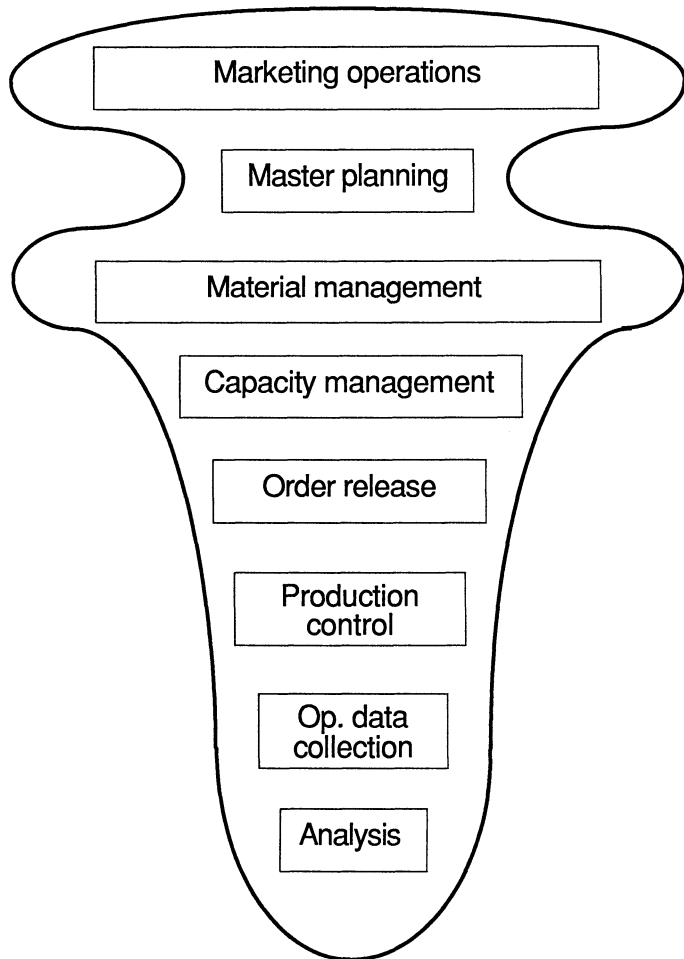 Marketing operations
Master planning
Material management
Capacity management
Order release
Production
control
Op. data
collection
Analysis